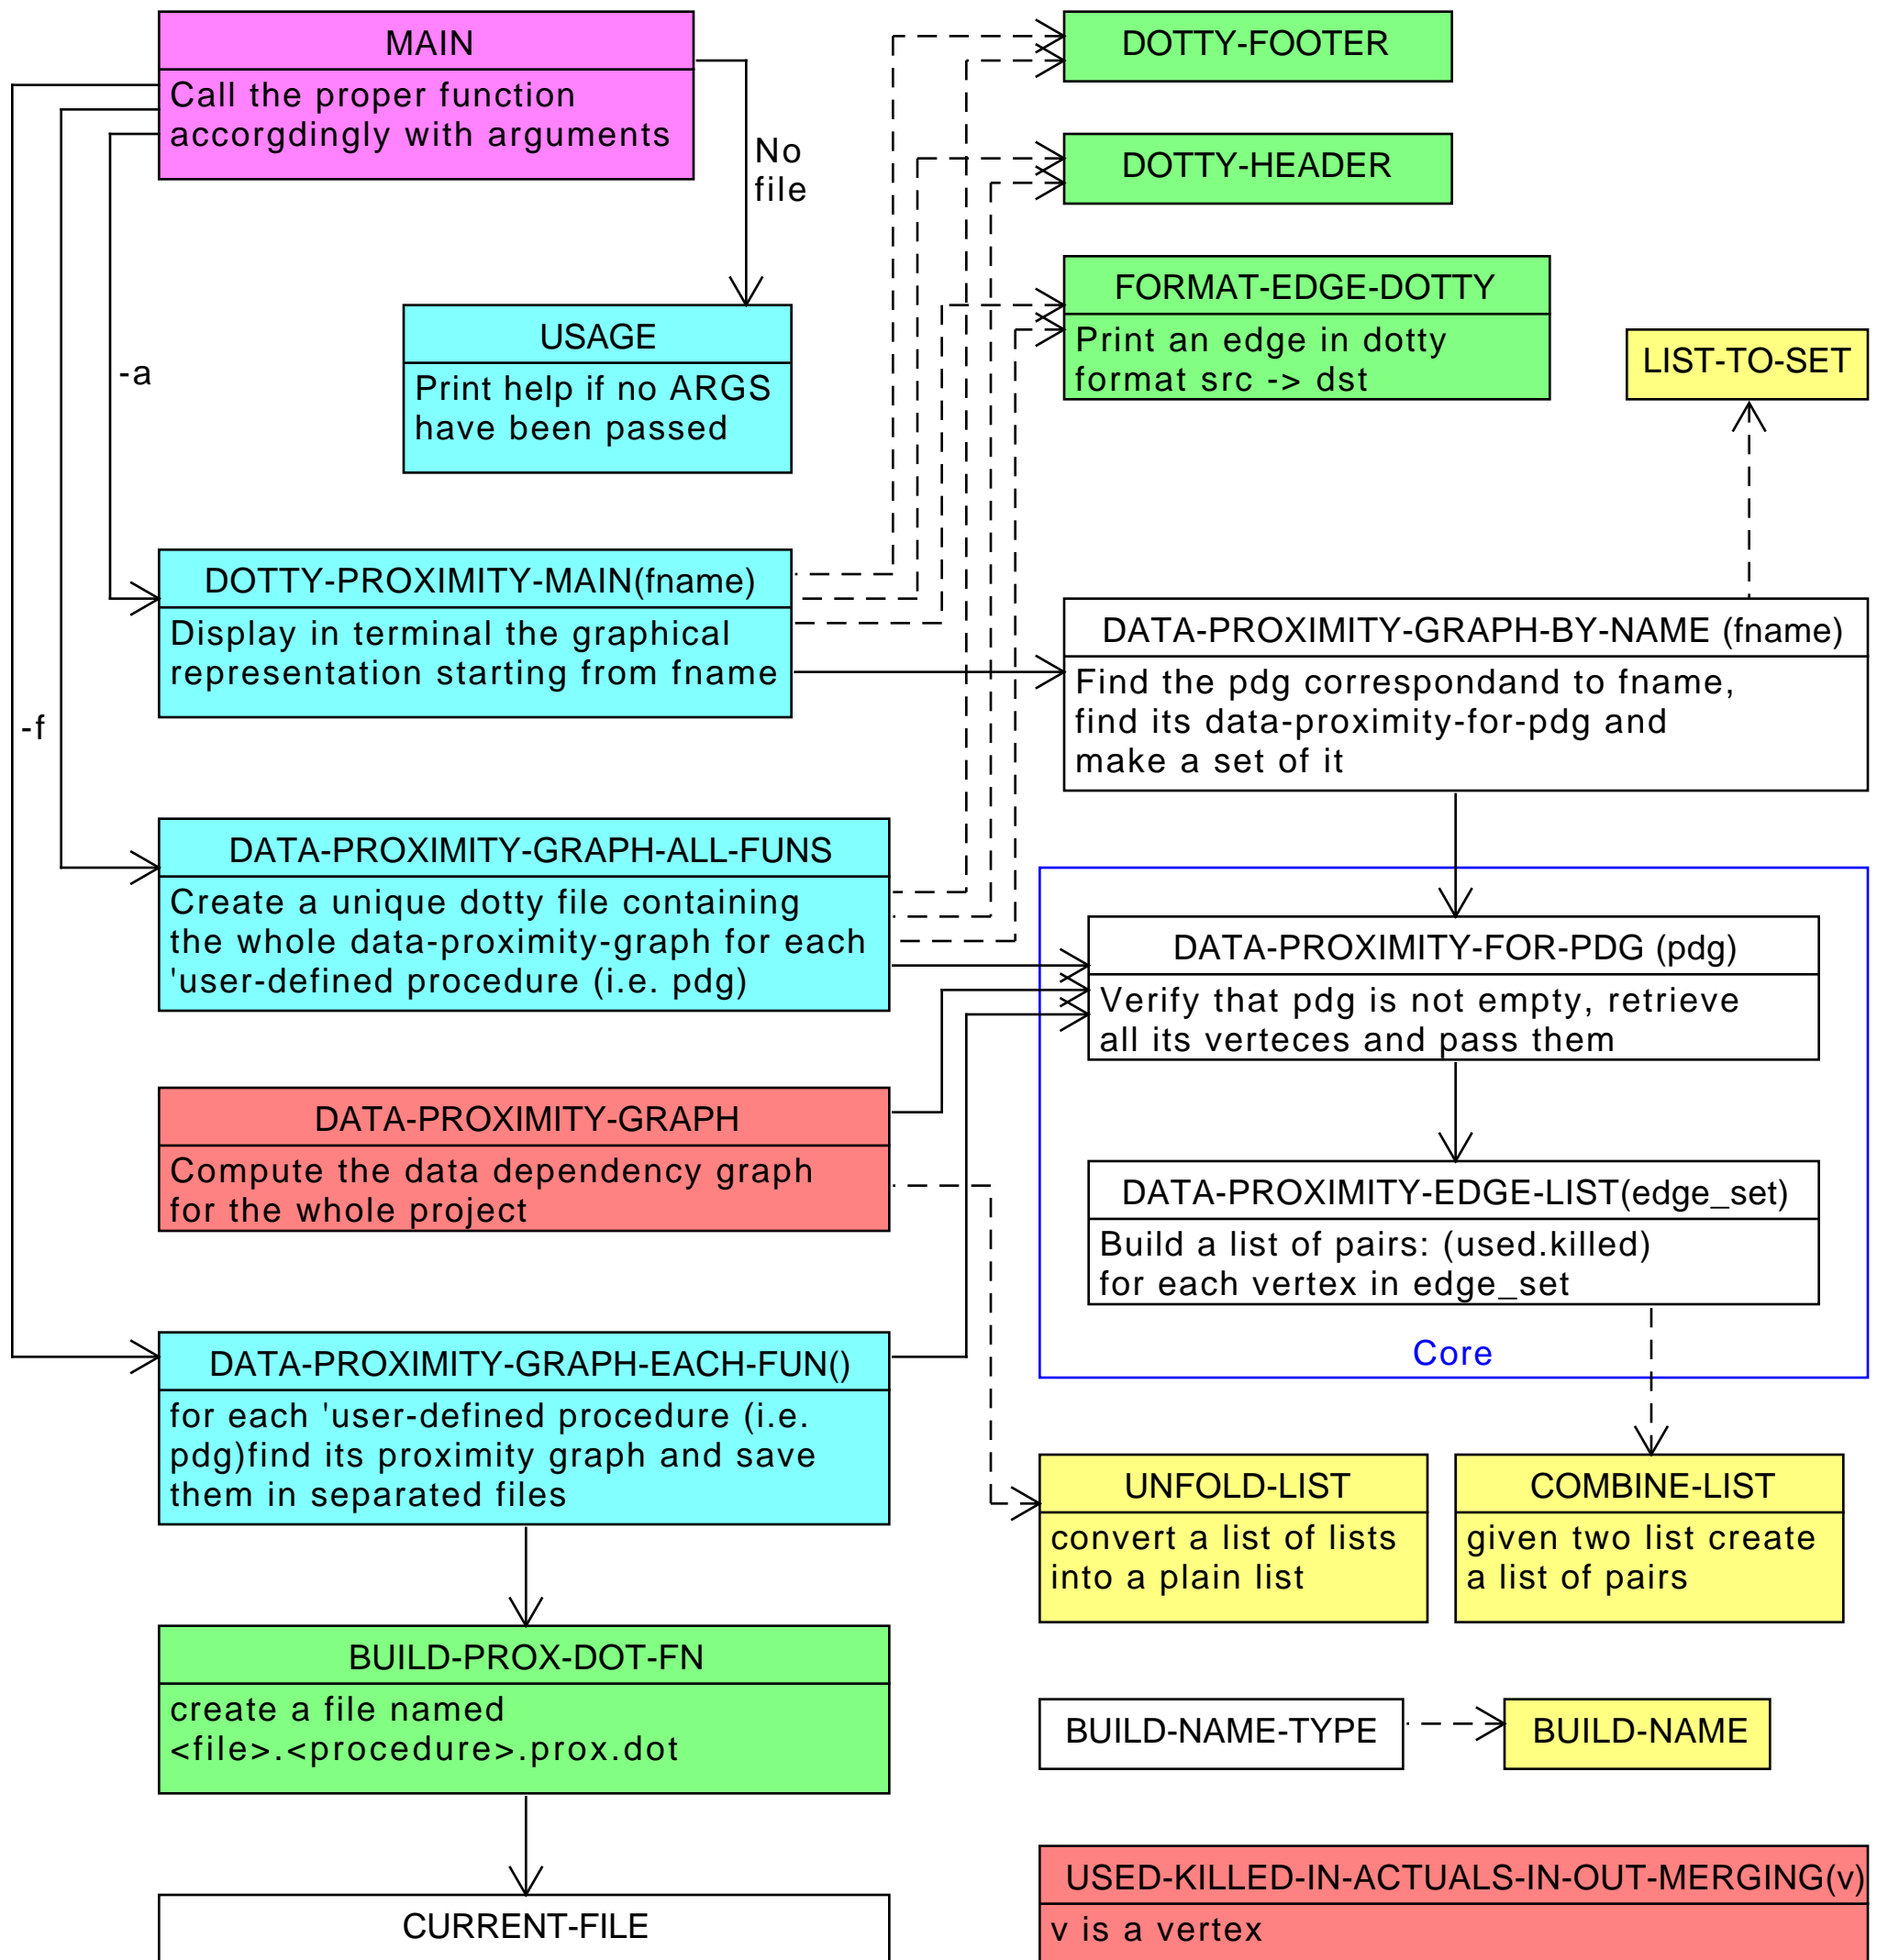 MAIN
Call the proper function
accorgdingly with arguments
No
file
-a
-f
USAGE
Print help if no ARGS
have been passed
DOTTY-PROXIMITY-MAIN(fname)
Display in terminal the graphical
representation starting from fname
DATA-PROXIMITY-GRAPH-ALL-FUNS
Create a unique dotty file containing
the whole data-proximity-graph for each
'user-defined procedure (i.e. pdg)
DATA-PROXIMITY-GRAPH
Compute the data dependency graph
for the whole project
DATA-PROXIMITY-GRAPH-EACH-FUN()
for each 'user-defined procedure (i.e.
pdg)find its proximity graph and save
them in separated files
BUILD-PROX-DOT-FN
create a file named
<file>.<procedure>.prox.dot
CURRENT-FILE
DOTTY-FOOTER
DOTTY-HEADER
FORMAT-EDGE-DOTTY
Print an edge in dotty
format src -> dst
LIST-TO-SET
DATA-PROXIMITY-GRAPH-BY-NAME (fname)
Find the pdg correspondand to fname,
find its data-proximity-for-pdg and
make a set of it
DATA-PROXIMITY-FOR-PDG (pdg)
Verify that pdg is not empty, retrieve
all its verteces and pass them
DATA-PROXIMITY-EDGE-LIST(edge_set)
Build a list of pairs: (used.killed)
for each vertex in edge_set
Core
UNFOLD-LIST
convert a list of lists
into a plain list
COMBINE-LIST
given two list create
a list of pairs
BUILD-NAME-TYPE
BUILD-NAME
USED-KILLED-IN-ACTUALS-IN-OUT-MERGING(v)
v is a vertex